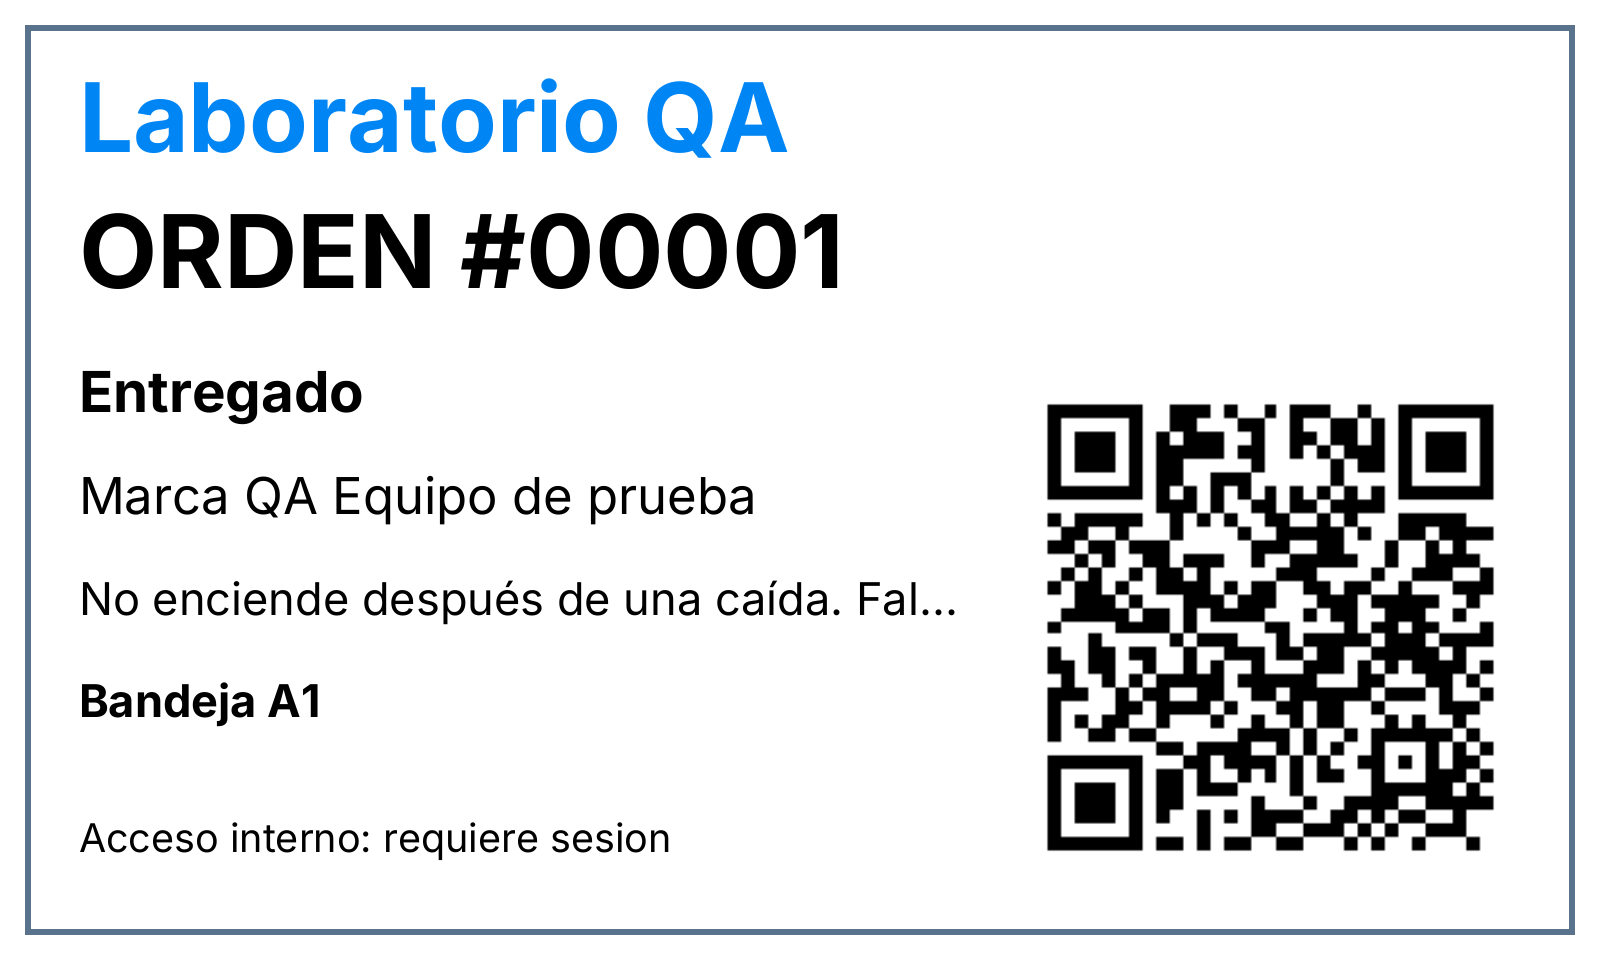 Laboratorio QA
ORDEN #00001
Entregado
Marca QA Equipo de prueba
No enciende después de una caída. Fal...
Bandeja A1
Acceso interno: requiere sesion